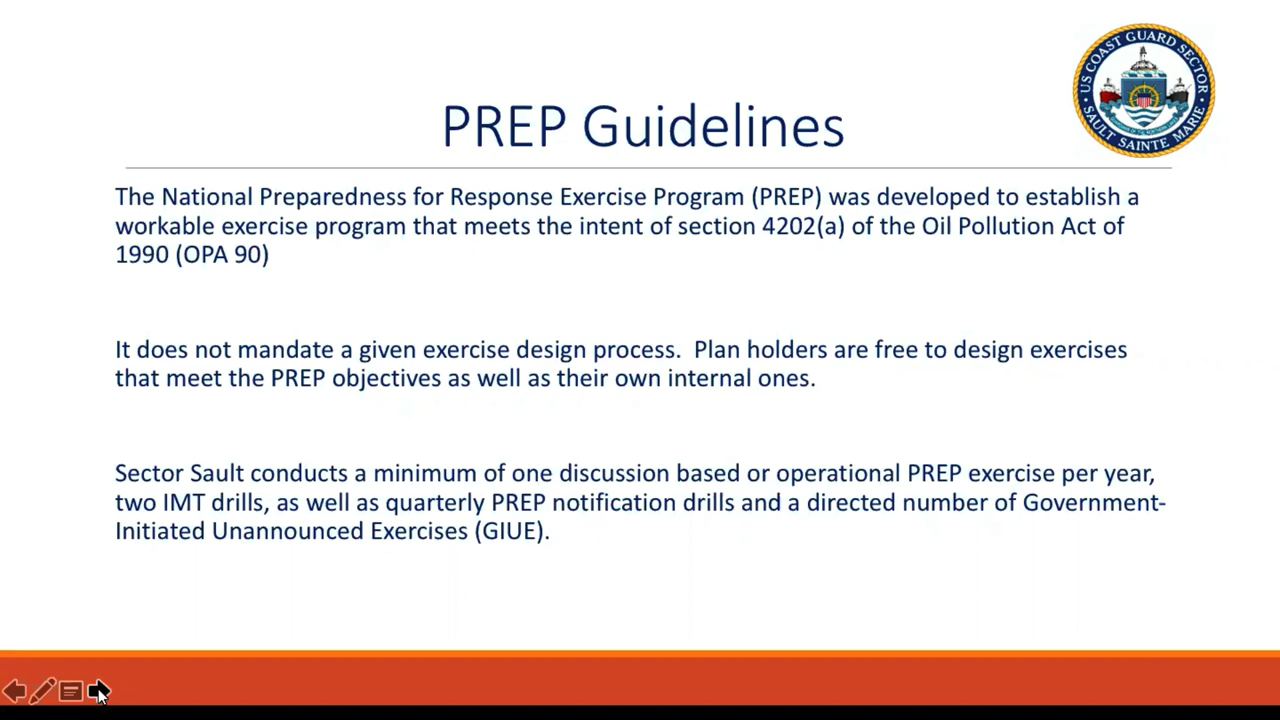 US COAST GUARD SECTOR
SAULT SAINTE MARIE
PREP Guidelines
The National Preparedness for Response Exercise Program (PREP) was developed to establish a
workable exercise program that meets the intent of section 4202(a) of the Oil Pollution Act of
1990 (OPA 90)
It does not mandate a given exercise design process.  Plan holders are free to design exercises
that meet the PREP objectives as well as their own internal ones.
Sector Sault conducts a minimum of one discussion based or operational PREP exercise per year,
two IMT drills, as well as quarterly PREP notification drills and a directed number of Government-
Initiated Unannounced Exercises (GIUE).